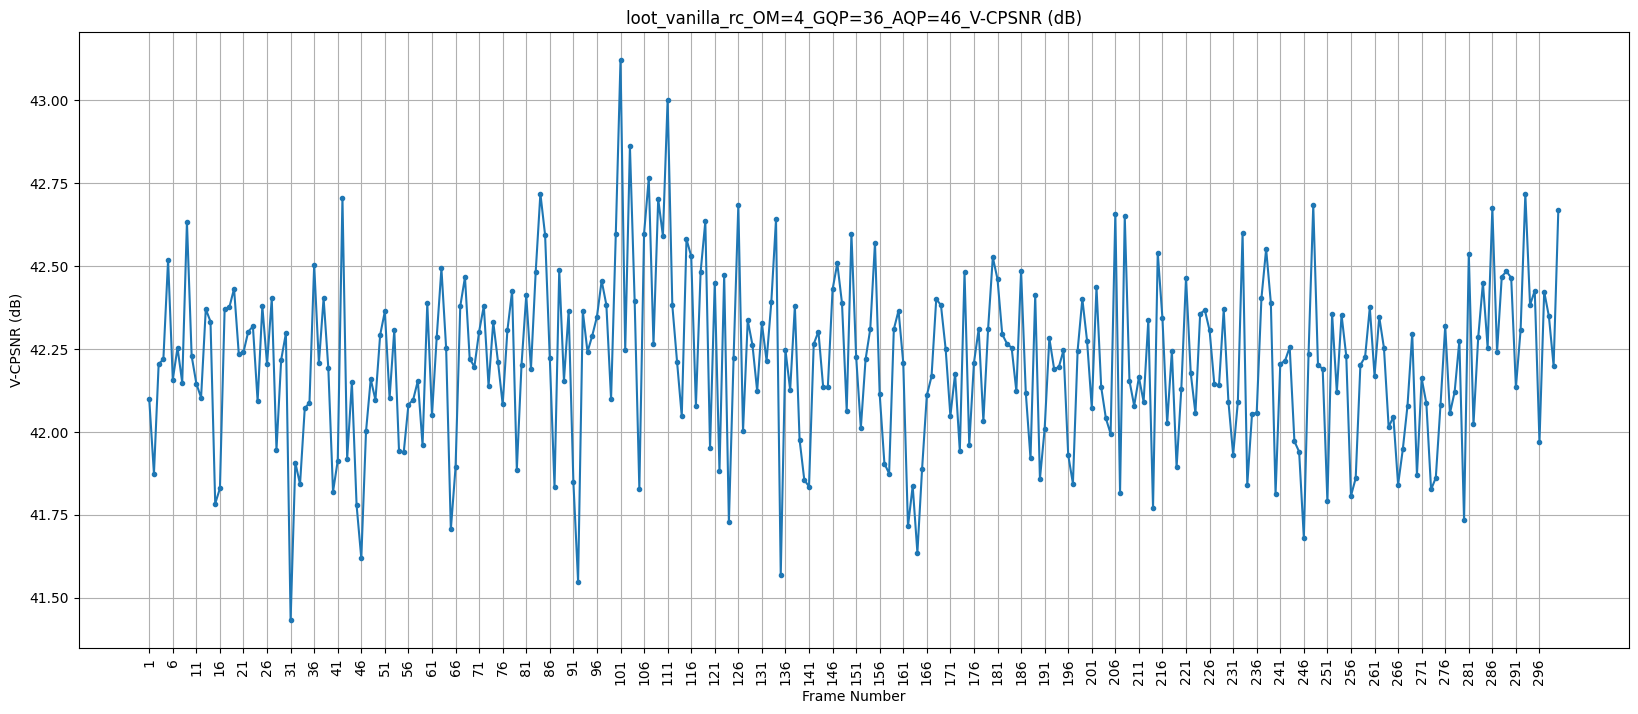 loot_vanilla_rc_OM=4_GQP=36_AQP=46_V-CPSNR (dB)
V-CPSNR (dB)
43.00
42.75
42.50
42.25
42.00
41.75
41.50
1 6 11 16 21 26 31 36 41 46 51 56 61 66 71 76 81 86 91 96 101 106 111 116 121 126 131 136 141 146 151 156 161 166 171 176 181 186 191 196 201 206 211 216 221 226 231 236 241 246 251 256 261 266 271 276 281 286 291 296
Frame Number